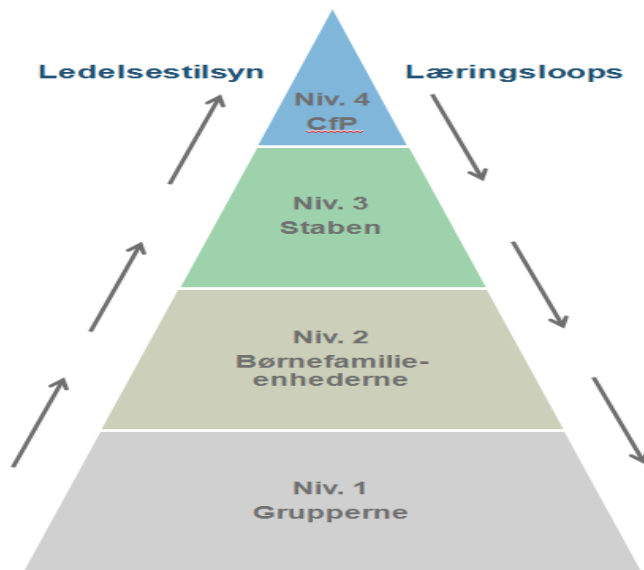 Ledelsestilsyn
Læringsloops
Niv. 4
CfP
Niv. 3
Staben
Niv. 2
Børnefamilie-
enhederne
Niv. 1
Grupperne